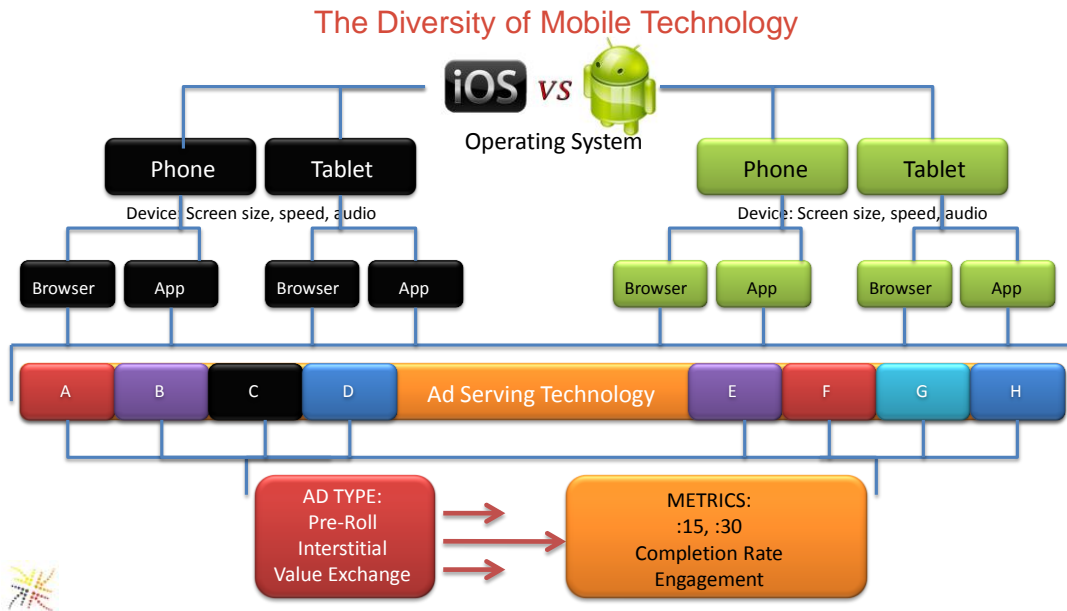 The Diversity of Mobile Technology
iOS vs
Operating System
Phone
Tablet
Phone
Tablet
Device: Screen size, speed, audio
Device: Screen size, speed, audio
Browser
App
Browser
App
Browser
App
Browser
App
A
B
C
D
Ad Serving Technology
E
F
G
H
AD TYPE:
Pre-Roll
Interstitial
Value Exchange
METRICS:
:15, :30
Completion Rate
Engagement